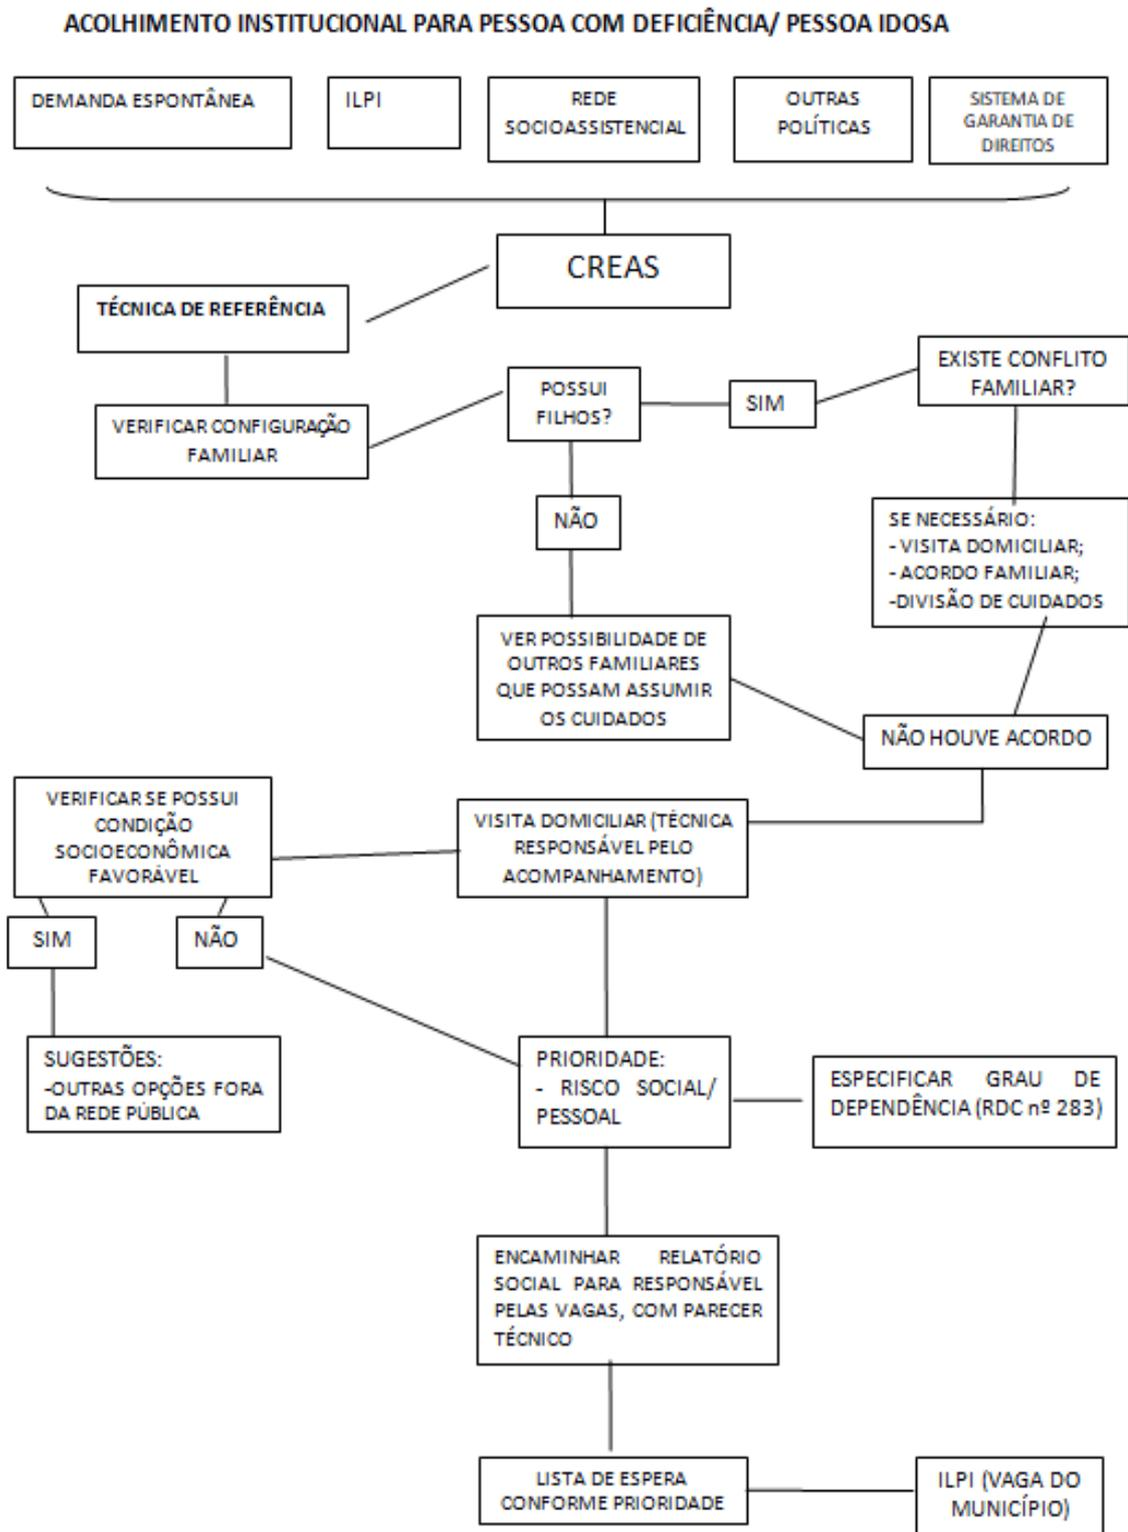 ACOLHIMENTO INSTITUCIONAL PARA PESSOA COM DEFICIÊNCIA/ PESSOA IDOSA
DEMANDA ESPONTÂNEA
ILPI
REDE
SOCIOASSISTENCIAL
OUTRAS
POLÍTICAS
SISTEMA DE
GARANTIA DE
DIREITOS
CREAS
TÉCNICA DE REFERÊNCIA
VERIFICAR CONFIGURAÇÃO
FAMILIAR
POSSUI
FILHOS?
SIM
EXISTE CONFLITO
FAMILIAR?
NÃO
SE NECESSÁRIO:
- VISITA DOMICILIAR;
- ACORDO FAMILIAR;
-DIVISÃO DE CUIDADOS
VER POSSIBILIDADE DE
OUTROS FAMILIARES
QUE POSSAM ASSUMIR
OS CUIDADOS
NÃO HOUVE ACORDO
VERIFICAR SE POSSUI
CONDIÇÃO
SOCIOECONÔMICA
FAVORÁVEL
VISITA DOMICILIAR (TÉCNICA
RESPONSÁVEL PELO
ACOMPANHAMENTO)
SIM
NÃO
SUGESTÕES:
-OUTRAS OPÇÕES FORA
DA REDE PÚBLICA
PRIORIDADE:
- RISCO SOCIAL/
PESSOAL
ESPECIFICAR GRAU DE
DEPENDÊNCIA (RDC nº 283)
ENCAMINHAR RELATÓRIO
SOCIAL PARA RESPONSÁVEL
PELAS VAGAS, COM PARECER
TÉCNICO
LISTA DE ESPERA
CONFORME PRIORIDADE
ILPI (VAGA DO
MUNICÍPIO)